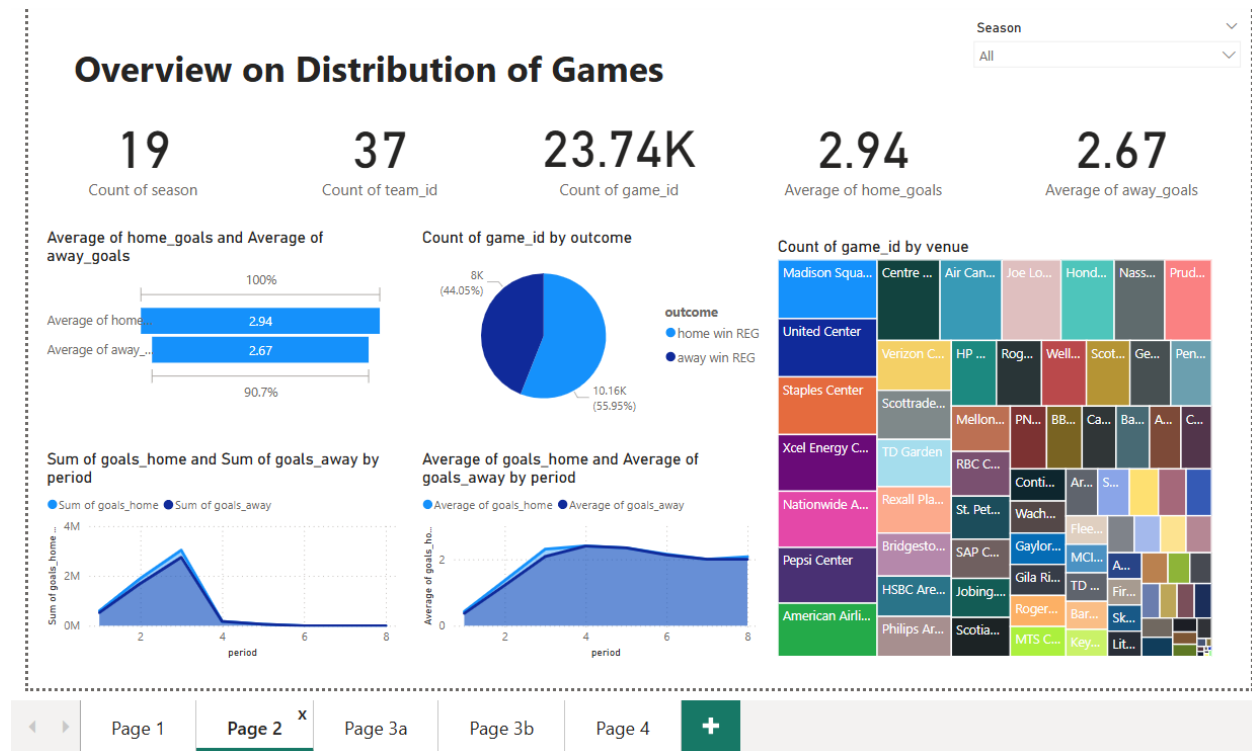 Season
All
Overview on Distribution of Games
19
Count of season
37
Count of team_id
23.74K
Count of game_id
2.94
Average of home_goals
2.67
Average of away_goals
Average of home_goals and Average of
away_goals
100%
Average of home...
2.94
Average of away_...
2.67
90.7%
Count of game_id by outcome
8K
(44.05%)
10.16K
(55.95%)
outcome
home win REG
away win REG
Sum of goals_home and Sum of goals_away by
period
Sum of goals_home Sum of goals_away
Sum of goals_home...
4M
2M
0M
2 4 6 8
period
Average of goals_home and Average of
goals_away by period
Average of goals_home Average of goals_away
Average of goals_ho...
2
0
2 4 6 8
period
Count of game_id by venue
Madison Squa...
United Center
Staples Center
Xcel Energy C...
Nationwide A...
Pepsi Center
American Airli...
Centre ...
Air Can...
Joe Lo...
Hond...
Nass...
Prud...
Verizon C...
Scottrade...
TD Garden
Rexall Pla...
Bridgesto...
HSBC Are...
Philips Ar...
HP ...
Rog...
Well...
Scot...
Ge...
Pen...
Mellon...
RBC C...
St. Pet...
SAP C...
Jobing....
Scotia...
PN...
BB...
Ca...
Ba...
A...
C...
Conti...
Wach...
Gaylor...
Gila Ri...
Roger...
MTS C...
Ar...
S...
Flee...
MCI...
TD ...
Bar...
Key...
A...
Fir...
Sk...
Lit...
Page 1
Page 2
x
Page 3a
Page 3b
Page 4
+